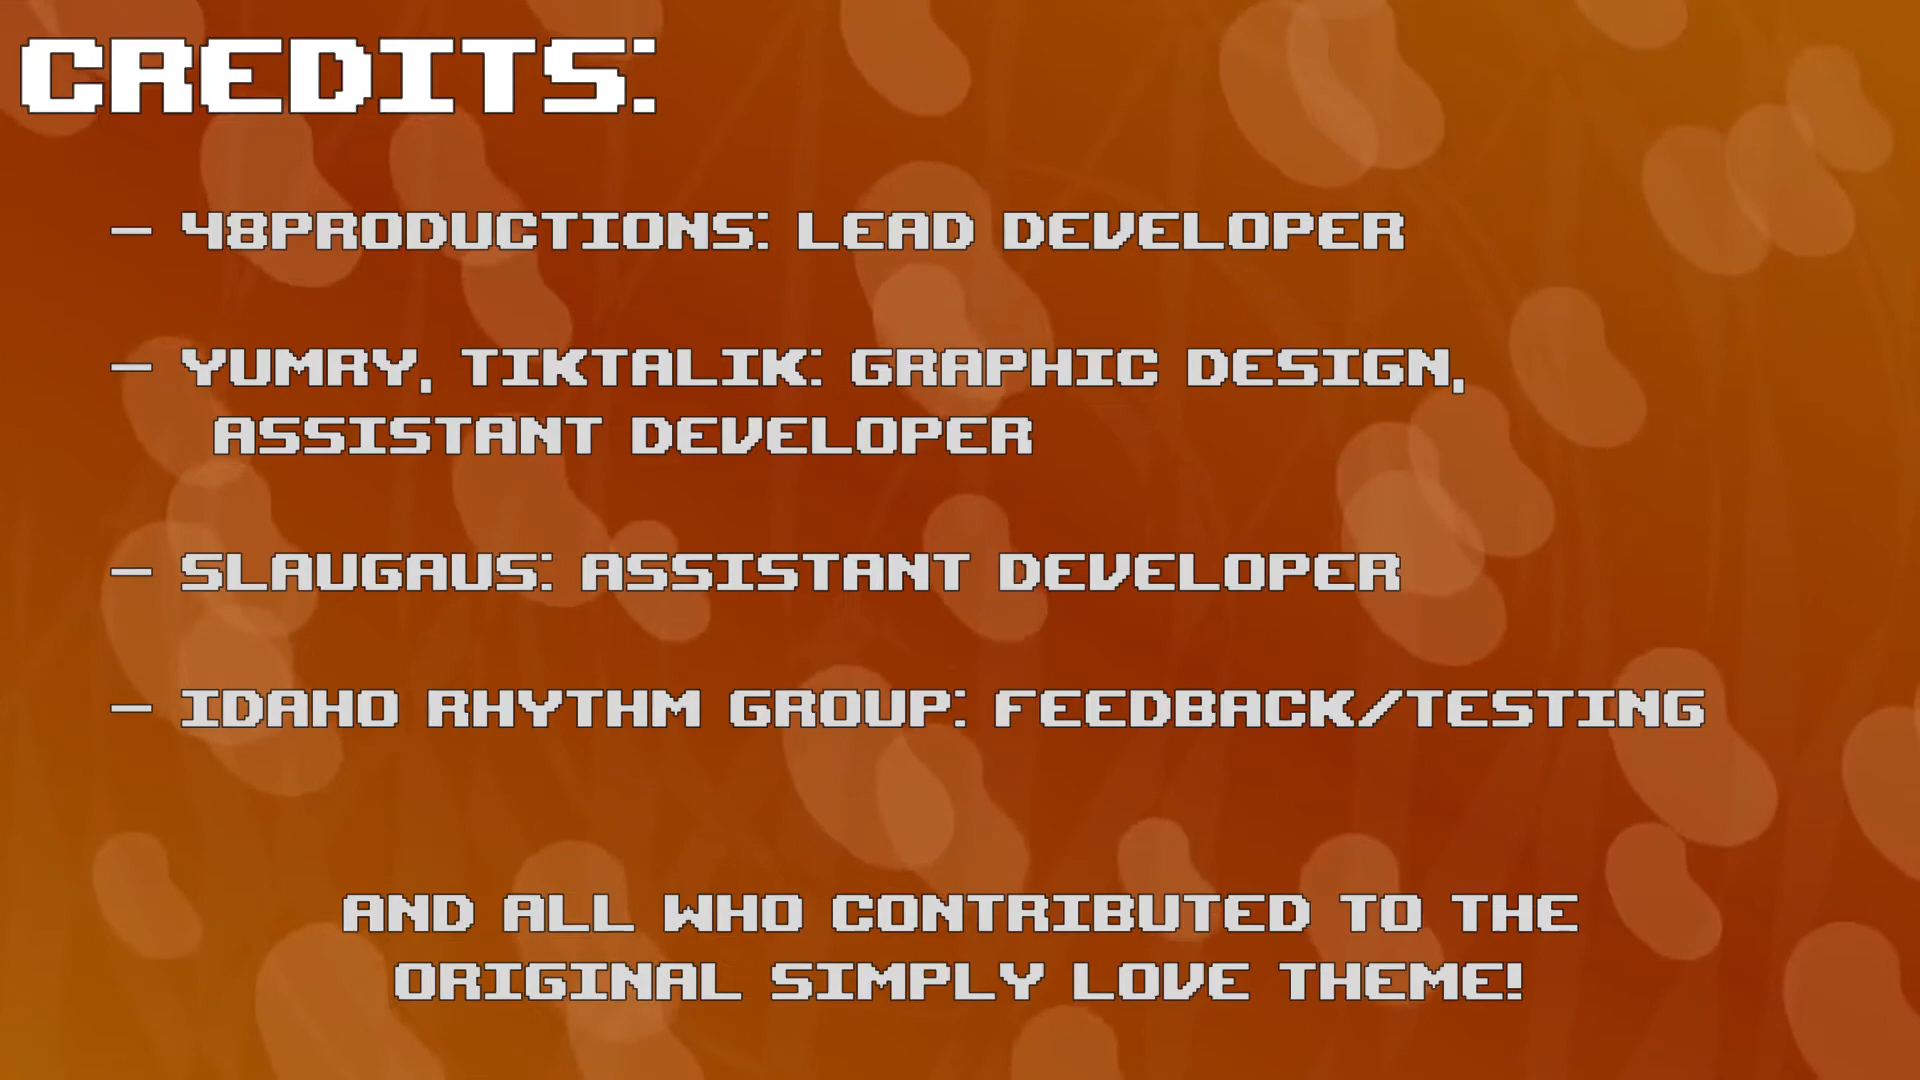 CREDITS:
- 48PRODUCTIONS: LEAD DEVELOPER
- YUMRY, TIKTALIK: GRAPHIC DESIGN,
ASSISTANT DEVELOPER
- SLAUGAUS: ASSISTANT DEVELOPER
- IDAHO RHYTHM GROUP: FEEDBACK/TESTING
AND ALL WHO CONTRIBUTED TO THE
ORIGINAL SIMPLY LOVE THEME!